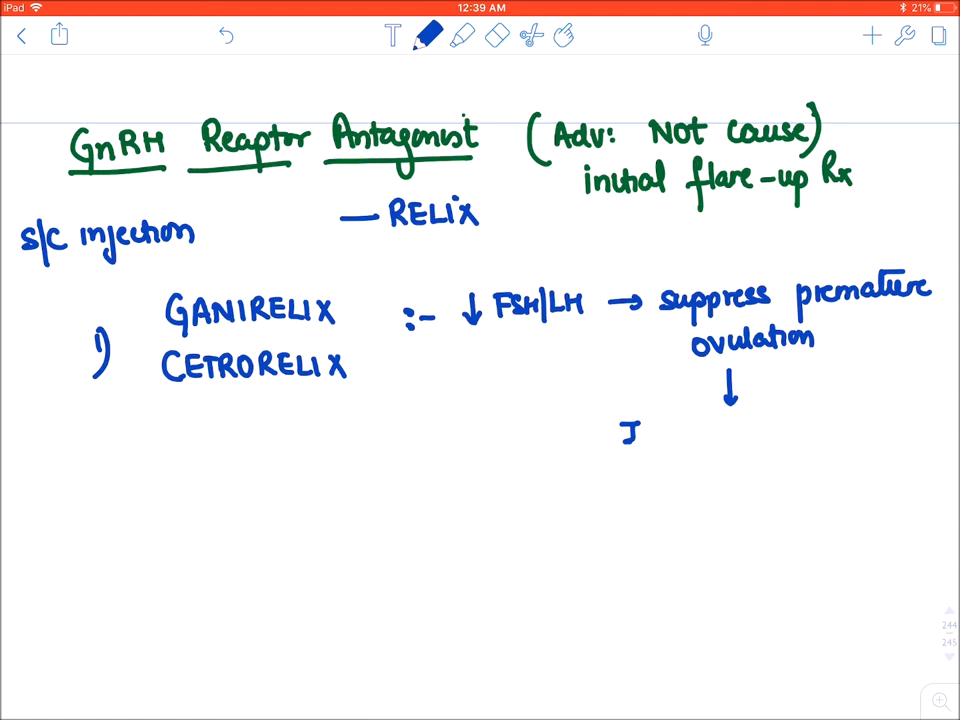 iPad 12:39 AM 21%
T
GnRH Reaptor Antagonist (Adv: Not cause)
initial flare-up Rx
— RELIX
s/c injection
GANIRELIX :- ↓ FSH/LH → suppress premature
ovulation
1) CETRORELIX
↓
I
244
245